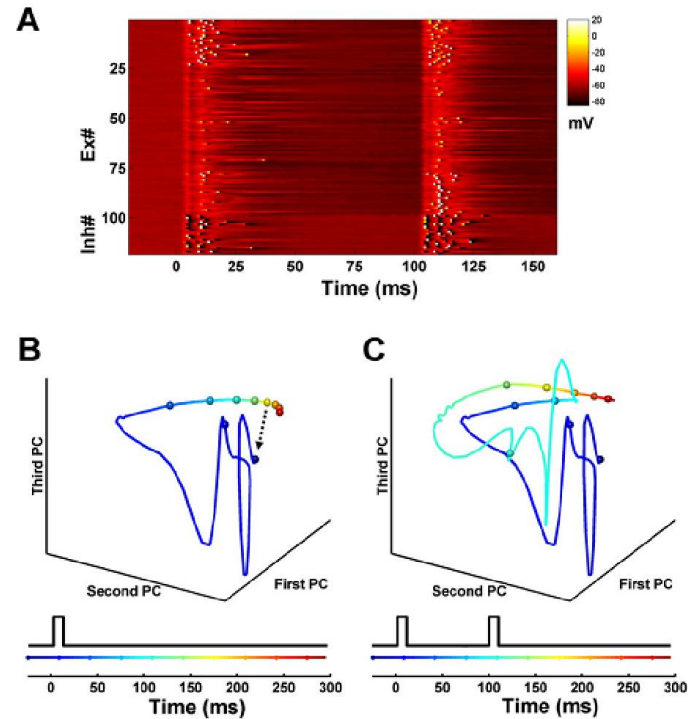 A
25
50
75
100
Ex#
Inh#
0 25 50 75 100 125 150
Time (ms)
20
0
-20
-40
-60
-80
mV
B
Third PC
Second PC
First PC
0 50 100 150 200 250 300
Time (ms)
C
Third PC
Second PC
First PC
0 50 100 150 200 250 300
Time (ms)